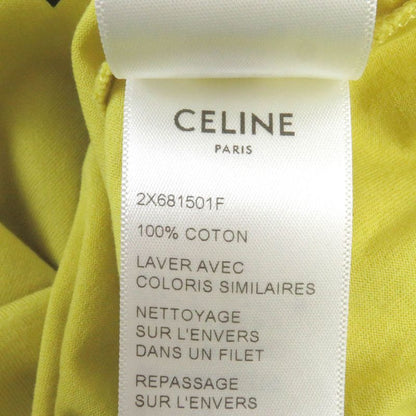 CELINE
PARIS
2X681501F
100% COTON
LAVER AVEC
COLORIS SIMILAIRES
NETTOYAGE
SUR L'ENVERS
DANS UN FILET
REPASSAGE
SUR L'ENVERS